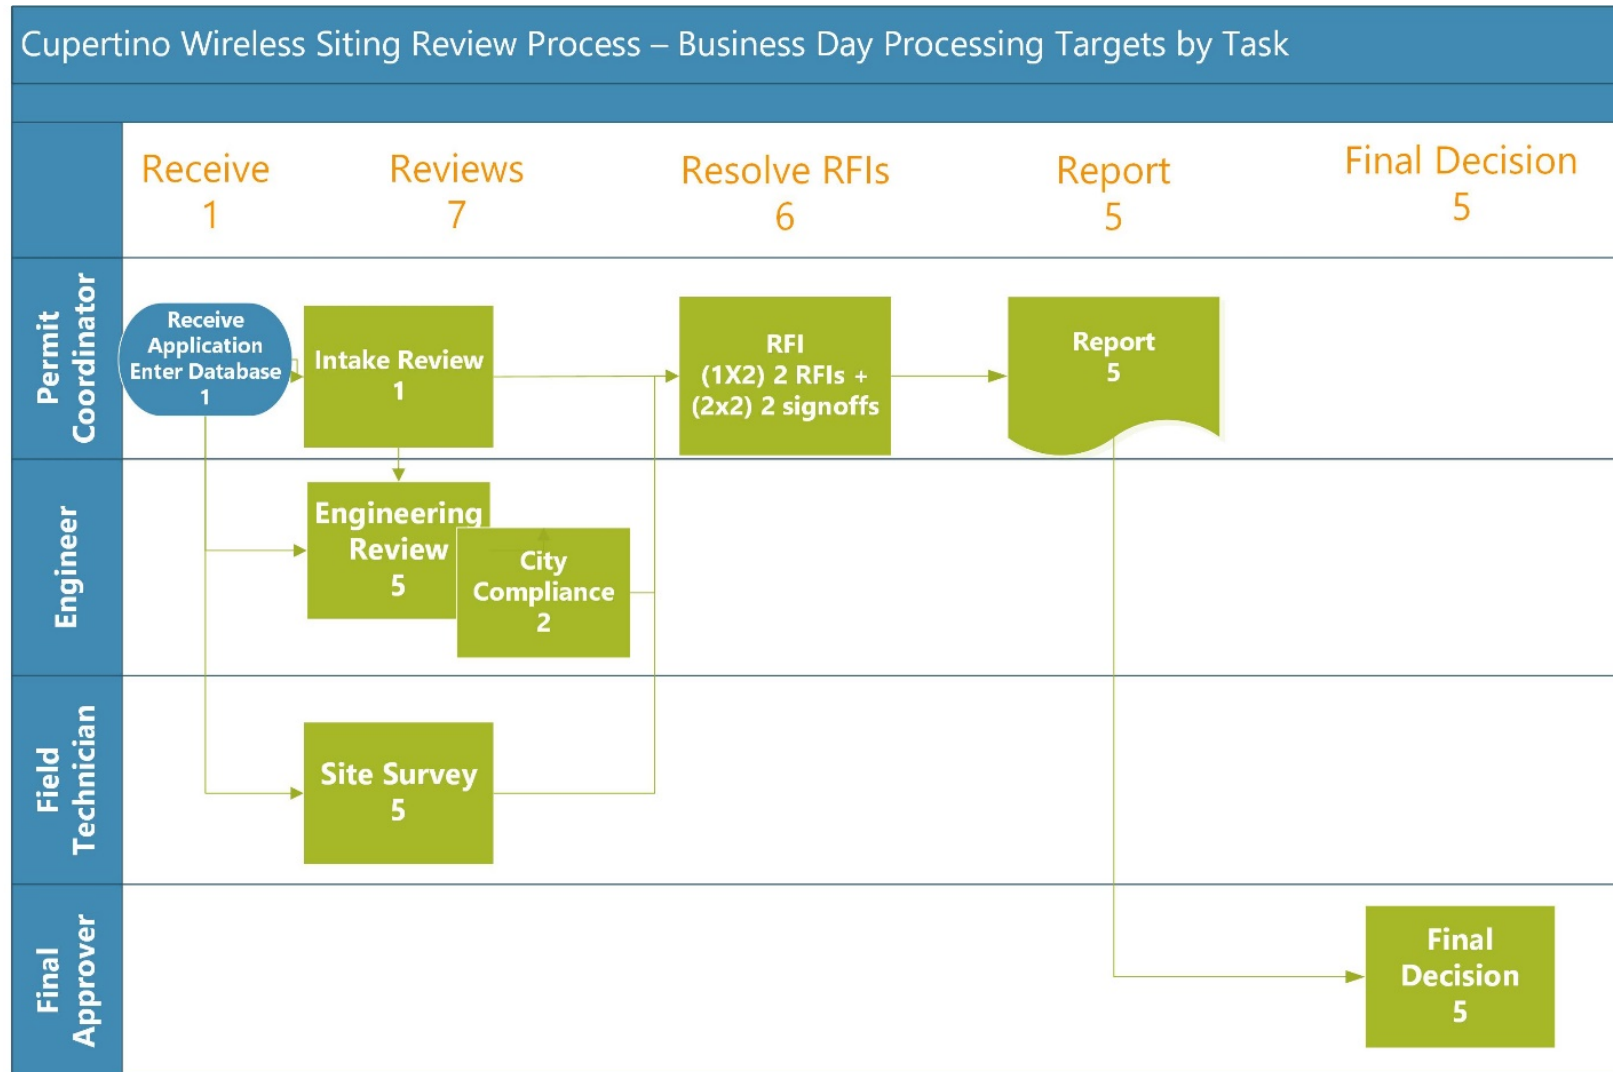 Cupertino Wireless Siting Review Process – Business Day Processing Targets by Task
Receive
1
Reviews
7
Resolve RFIs
6
Report
5
Final Decision
5
Permit
Coordinator
Receive
Application
Enter Database
1
Intake Review
1
RFI
(1X2) 2 RFIs +
(2x2) 2 signoffs
Report
5
Engineer
Engineering
Review
5
City
Compliance
2
Field
Technician
Site Survey
5
Final
Approver
Final
Decision
5